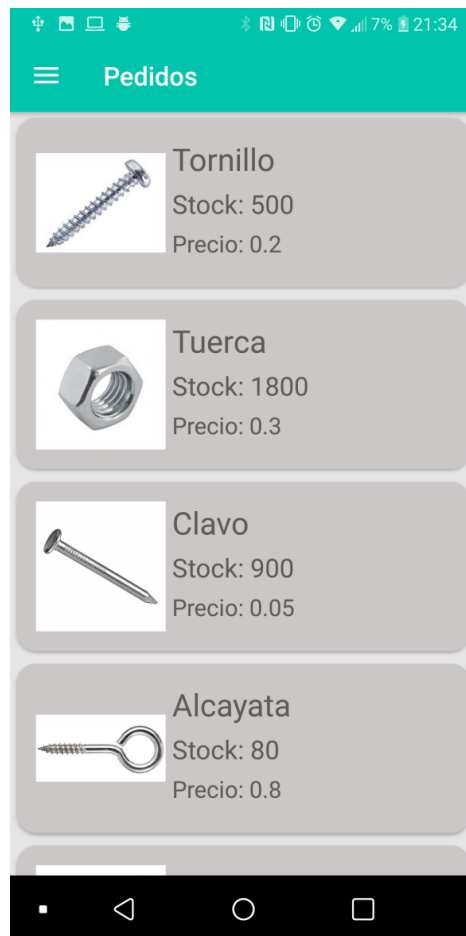 7% 21:34
Pedidos
Tornillo
Stock: 500
Precio: 0.2
Tuerca
Stock: 1800
Precio: 0.3
Clavo
Stock: 900
Precio: 0.05
Alcayata
Stock: 80
Precio: 0.8